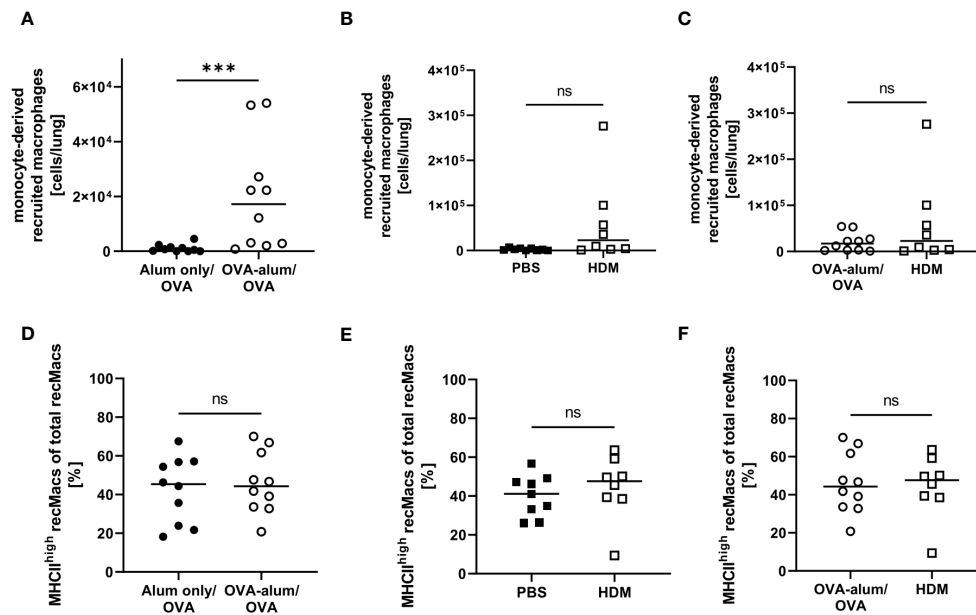 A
monocyte-derived
recruited macrophages
[cells/lung]
6×10⁴
4×10⁴
2×10⁴
0
***
Alum only/
OVA
OVA-alum/
OVA
B
monocyte-derived
recruited macrophages
[cells/lung]
4×10⁵
3×10⁵
2×10⁵
1×10⁵
0
ns
PBS
HDM
C
monocyte-derived
recruited macrophages
[cells/lung]
4×10⁵
3×10⁵
2×10⁵
1×10⁵
0
ns
OVA-alum/
OVA
HDM
D
MHCII^high recMacs of total recMacs
[%]
100
80
60
40
20
0
ns
Alum only/
OVA
OVA-alum/
OVA
E
MHCII^high recMacs of total recMacs
[%]
100
80
60
40
20
0
ns
PBS
HDM
F
MHCII^high recMacs of total recMacs
[%]
100
80
60
40
20
0
ns
OVA-alum/
OVA
HDM